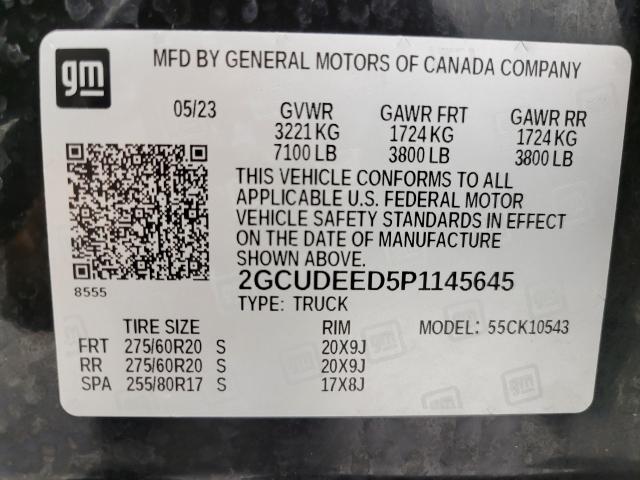 gm
MFD BY GENERAL MOTORS OF CANADA COMPANY
05/23 GVWR GAWR FRT GAWR RR
3221 KG 1724 KG 1724 KG
7100 LB 3800 LB 3800 LB
THIS VEHICLE CONFORMS TO ALL
APPLICABLE U.S. FEDERAL MOTOR
VEHICLE SAFETY STANDARDS IN EFFECT
ON THE DATE OF MANUFACTURE
SHOWN ABOVE.
8555
2GCUDEED5P1145645
TYPE: TRUCK
TIRE SIZE RIM MODEL: 55CK10543
FRT 275/60R20 S 20X9J
RR 275/60R20 S 20X9J
SPA 255/80R17 S 17X8J